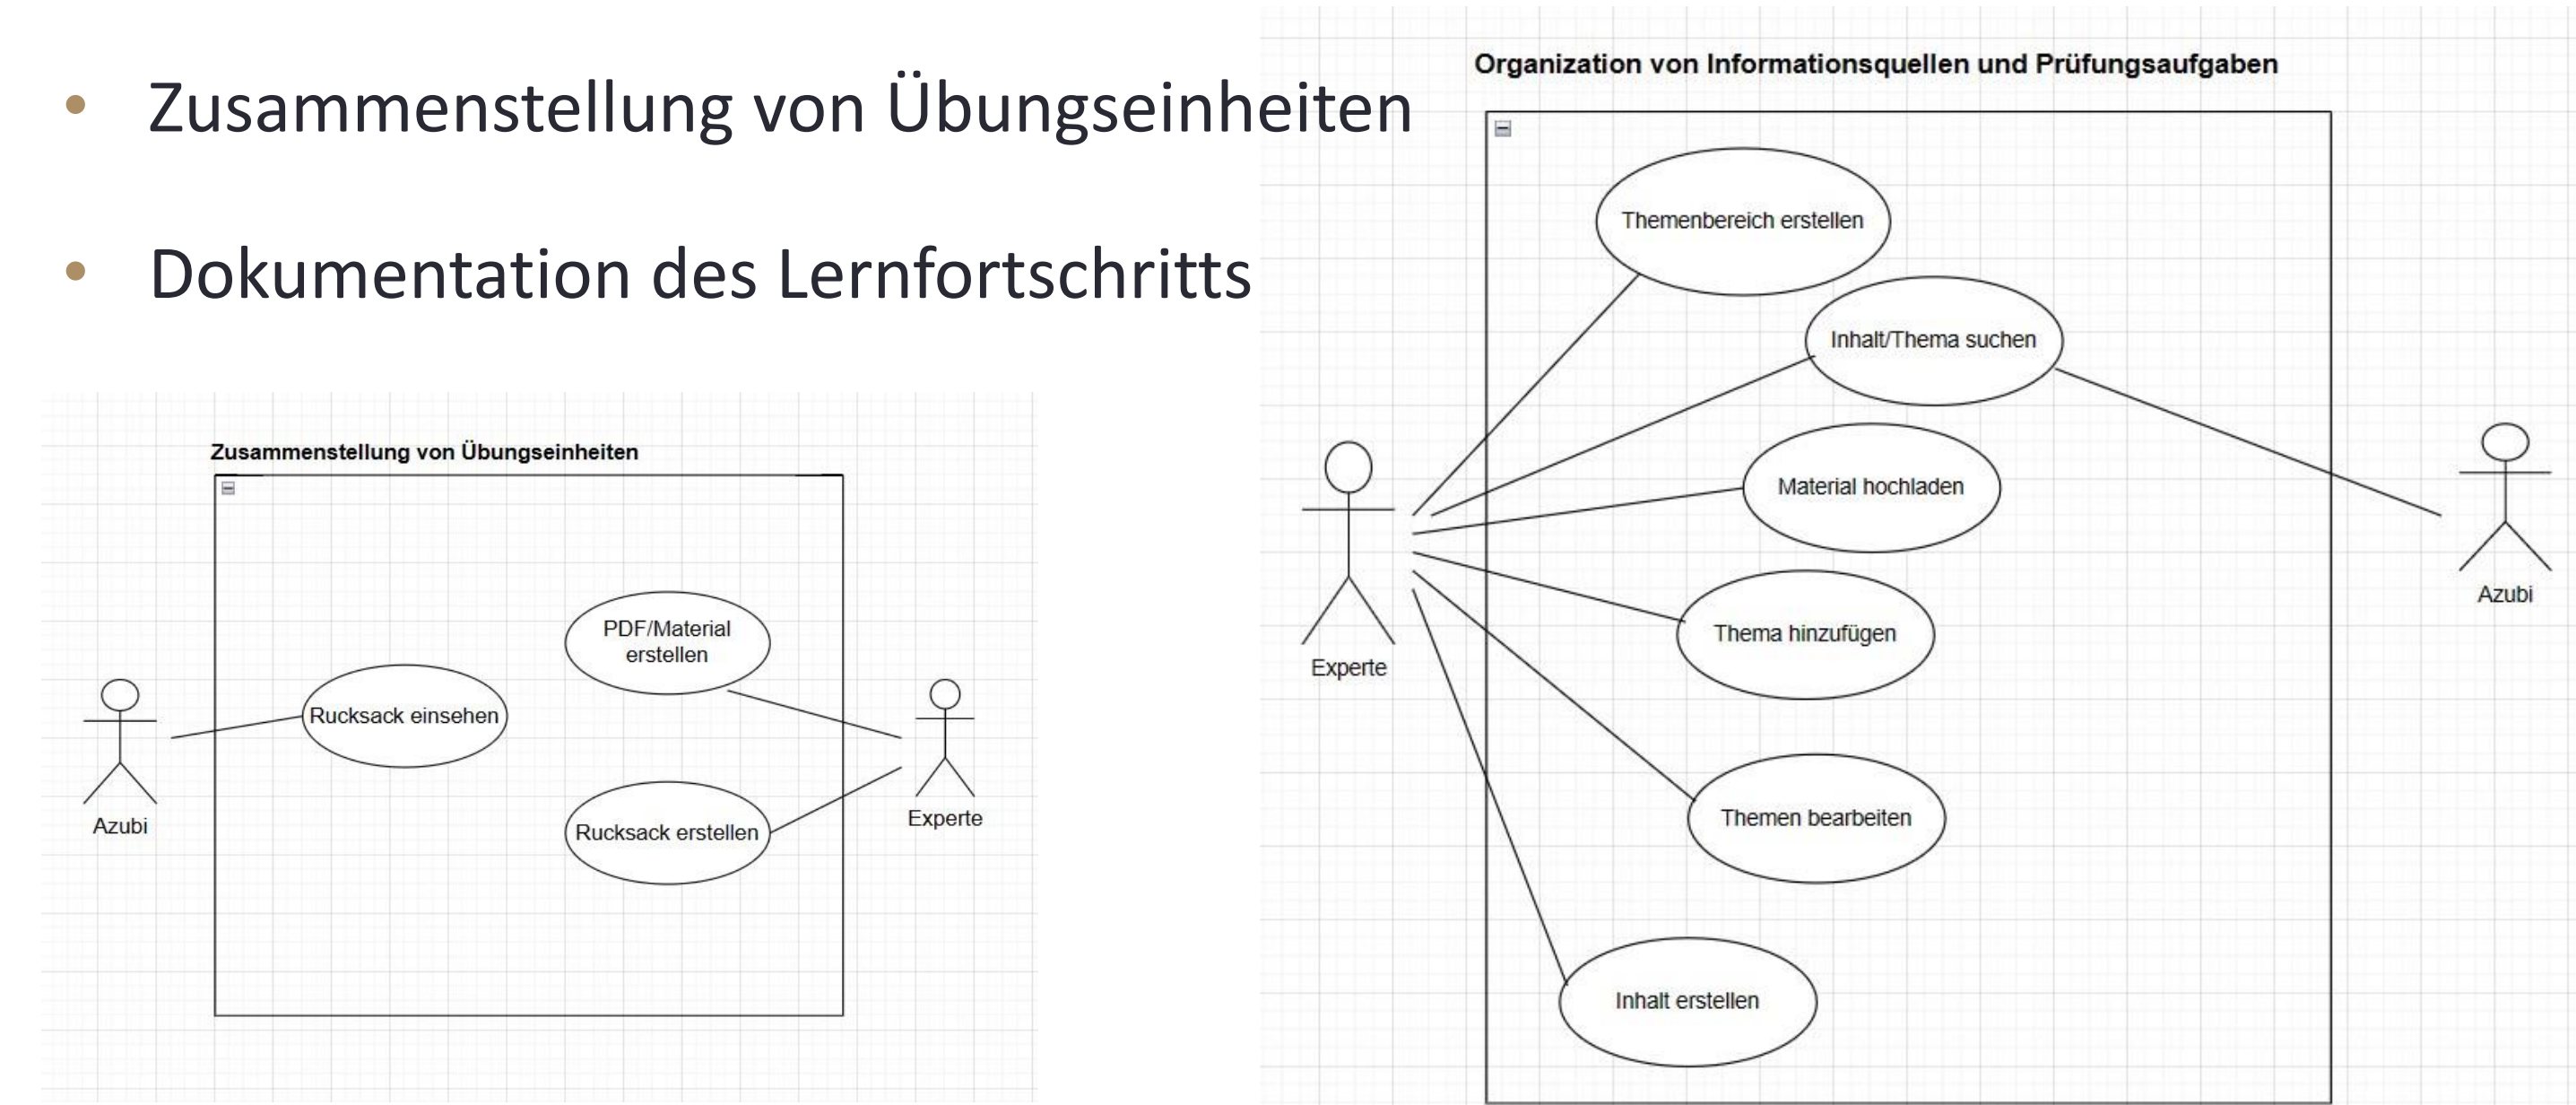 Zusammenstellung von Übungseinheiten
Dokumentation des Lernfortschritts
Zusammenstellung von Übungseinheiten
PDF/Material
erstellen
Rucksack einsehen
Rucksack erstellen
Azubi
Experte
Organization von Informationsquellen und Prüfungsaufgaben
Themenbereich erstellen
Inhalt/Thema suchen
Material hochladen
Thema hinzufügen
Themen bearbeiten
Inhalt erstellen
Experte
Azubi